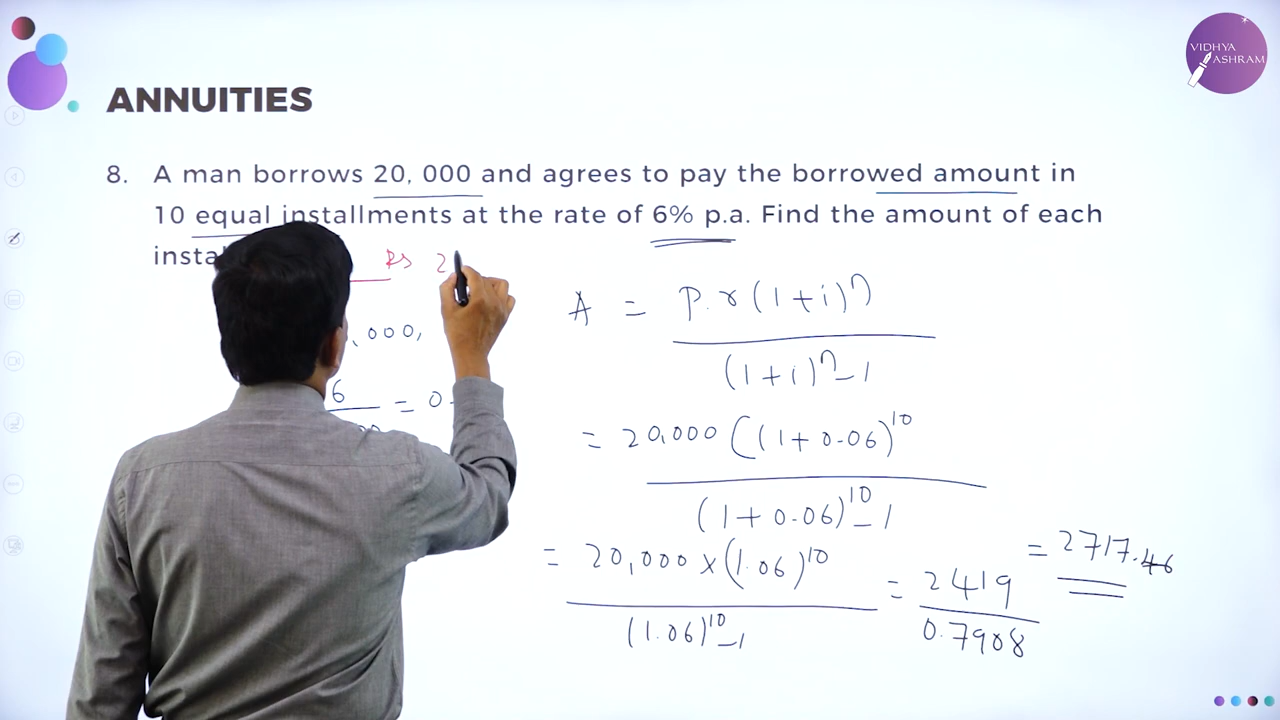 VIDHYA
ASHRAM
ANNUITIES
8. A man borrows 20, 000 and agrees to pay the borrowed amount in
10 equal installments at the rate of 6% p.a. Find the amount of each
Rs 2
,000,
6 = 0.
A = P.r(1+i)^n
(1+i)^n-1
= 20,000 ((1+0.06)^10
(1+0.06)^10-1
= 20,000 x (1.06)^10
(1.06)^10-1
= 2419
0.7908
= 2717.46